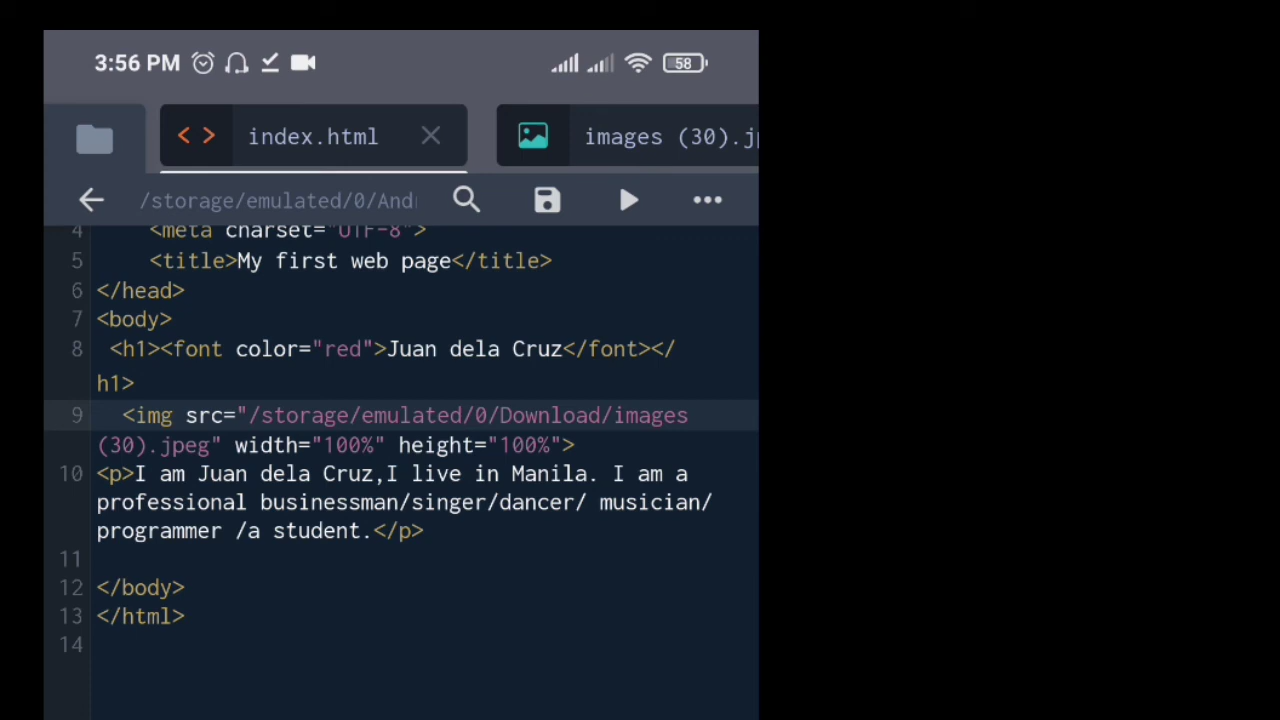 3:56 PM 58
index.html images (30).jp
/storage/emulated/0/And
4 <meta charset="UTF-8">
5 <title>My first web page</title>
6 </head>
7 <body>
8 <h1><font color="red">Juan dela Cruz</font></
h1>
9 <img src="/storage/emulated/0/Download/images
(30).jpeg" width="100%" height="100%">
10 <p>I am Juan dela Cruz,I live in Manila. I am a
professional businessman/singer/dancer/ musician/
programmer /a student.</p>
11
12 </body>
13 </html>
14